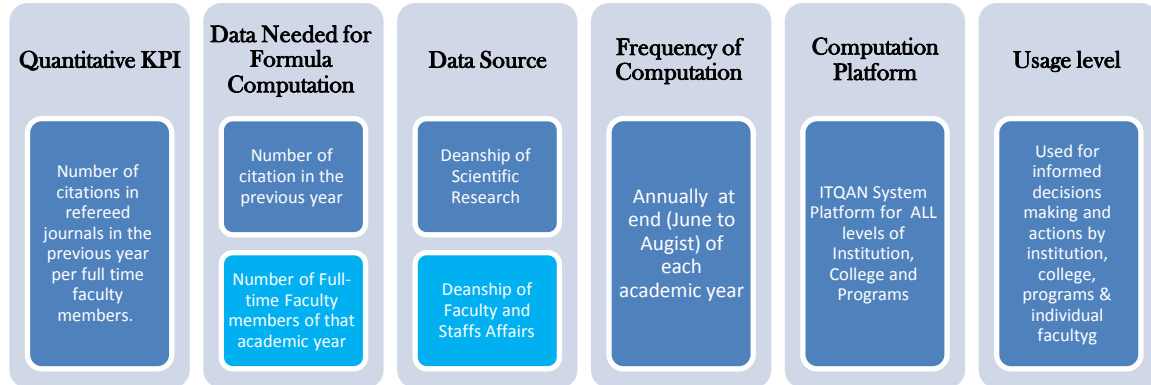 Quantitative KPI
Number of
citations in
refereed
journals in the
previous year
per full time
faculty
members.
Data Needed for
Formula
Computation
Number of
citation in the
previous year
Number of Full-
time Faculty
members of that
academic year
Data Source
Deanship of
Scientific
Research
Deanship of
Faculty and
Staffs Affairs
Frequency of
Computation
Annually at
end (June to
Augist) of
each
academic year
Computation
Platform
ITQAN System
Platform for ALL
levels of
Institution,
College and
Programs
Usage level
Used for
informed
decisions
making and
actions by
institution,
college,
programs &
individual
facultyg